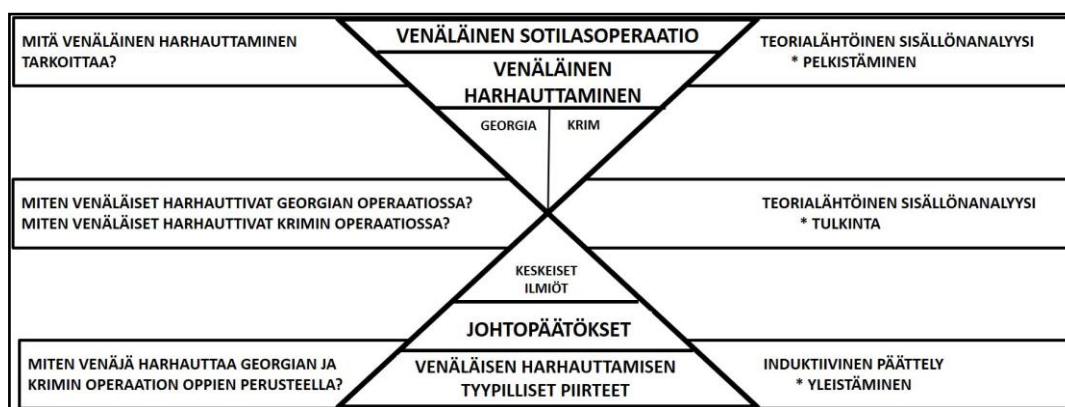 MITÄ VENÄLÄINEN HARHAUTTAMINEN
TARKOITTAA?
VENÄLÄINEN SOTILASOPERAATIO
VENÄLÄINEN
HARHAUTTAMINEN
GEORGIA
KRIM
TEORIALÄHTÖINEN SISÄLLÖNANALYYSI
* PELKISTÄMINEN
MITEN VENÄLÄISET HARHAUTTIVAT GEORGIAN OPERAATIOSSA?
MITEN VENÄLÄISET HARHAUTTIVAT KRIMIN OPERAATIOSSA?
TEORIALÄHTÖINEN SISÄLLÖNANALYYSI
* TULKINTA
KESKEISET
ILMIÖT
JOHTOPÄÄTÖKSET
MITEN VENÄJÄ HARHAUTTAA GEORGIAN JA
KRIMIN OPERAATION OPPIEN PERUSTEELLA?
VENÄLÄISEN HARHAUTTAMISEN
TYYPILLISET PIIRTEET
INDUKTIIVINEN PÄÄTTELY
* YLEISTÄMINEN